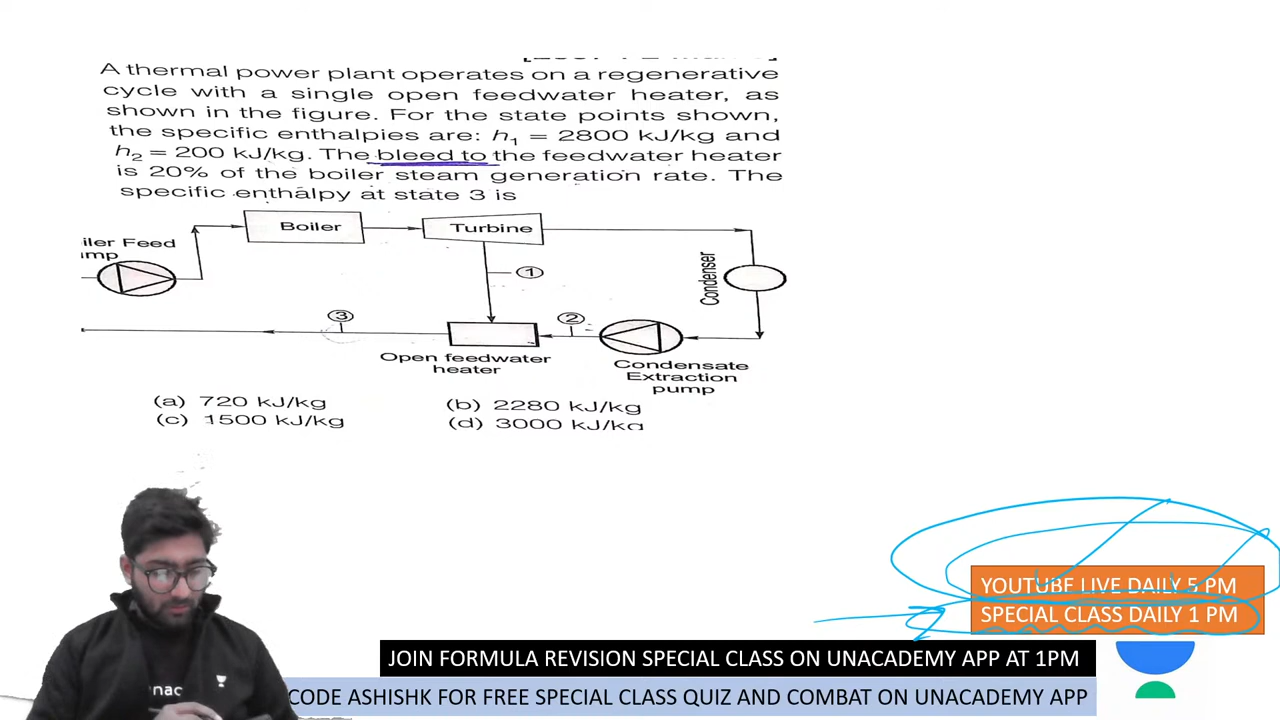 A thermal power plant operates on a regenerative
cycle with a single open feedwater heater, as
shown in the figure. For the state points shown,
the specific enthalpies are: h1 = 2800 kJ/kg and
h2 = 200 kJ/kg. The bleed to the feedwater heater
is 20% of the boiler steam generation rate. The
specific enthalpy at state 3 is
Boiler
Turbine
iler Feed
mp
1
Condenser
3
2
Open feedwater
heater
Condensate
Extraction
pump
(a) 720 kJ/kg
(b) 2280 kJ/kg
(c) 1500 kJ/kg
(d) 3000 kJ/kg
YOUTUBE LIVE DAILY 5 PM
SPECIAL CLASS DAILY 1 PM
JOIN FORMULA REVISION SPECIAL CLASS ON UNACADEMY APP AT 1PM
CODE ASHISHK FOR FREE SPECIAL CLASS QUIZ AND COMBAT ON UNACADEMY APP